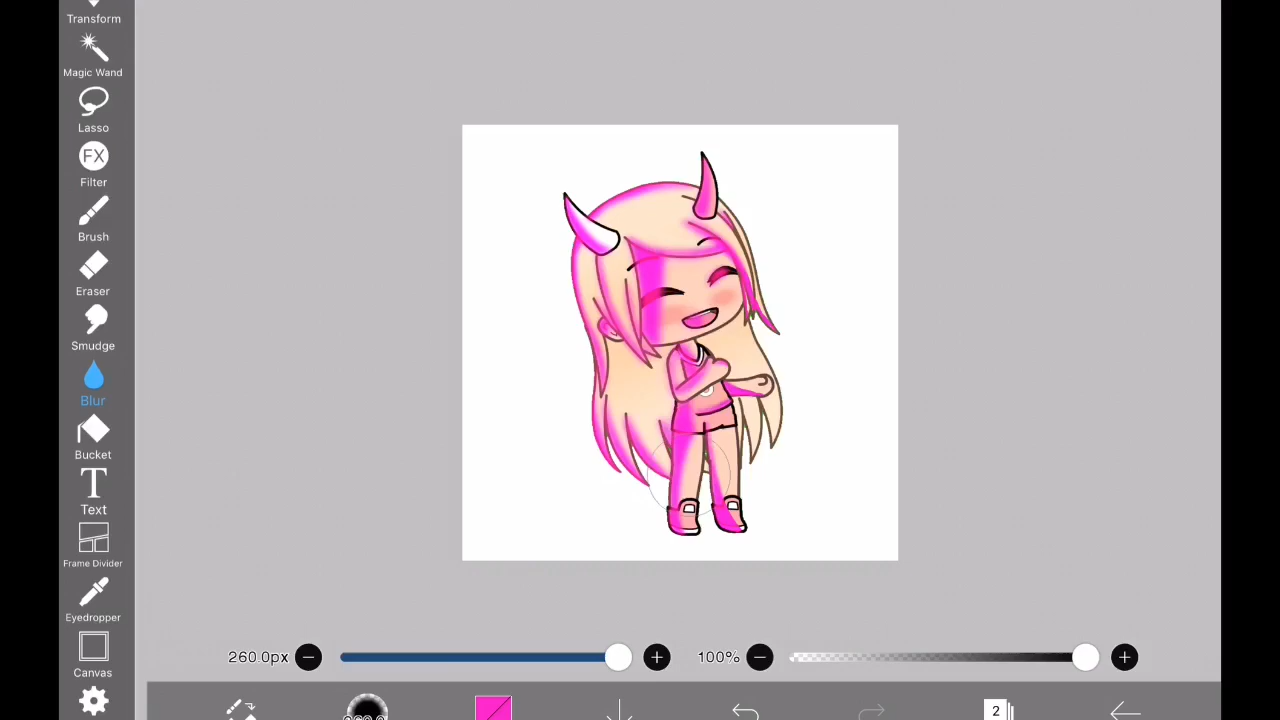 Transform
Magic Wand
Lasso
FX
Filter
Brush
Eraser
Smudge
Blur
Bucket
T
Text
Frame Divider
Eyedropper
Canvas
260.0px
100%
2